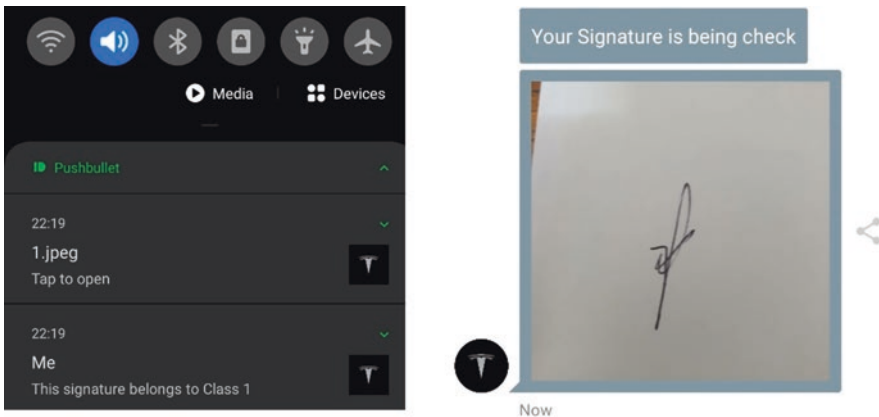 Media
Devices
Pushbullet
22:19
1.jpeg
Tap to open
22:19
Me
This signature belongs to Class 1
Your Signature is being check
Now